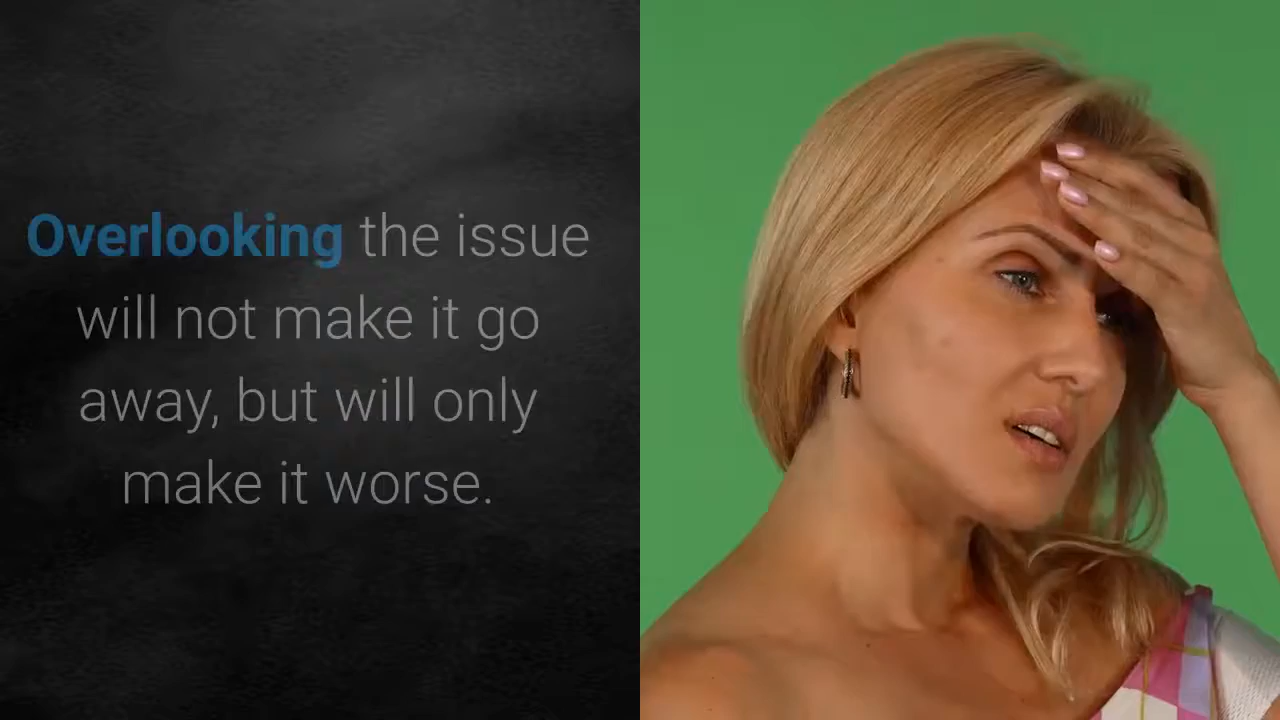 Overlooking the issue
will not make it go
away, but will only
make it worse.